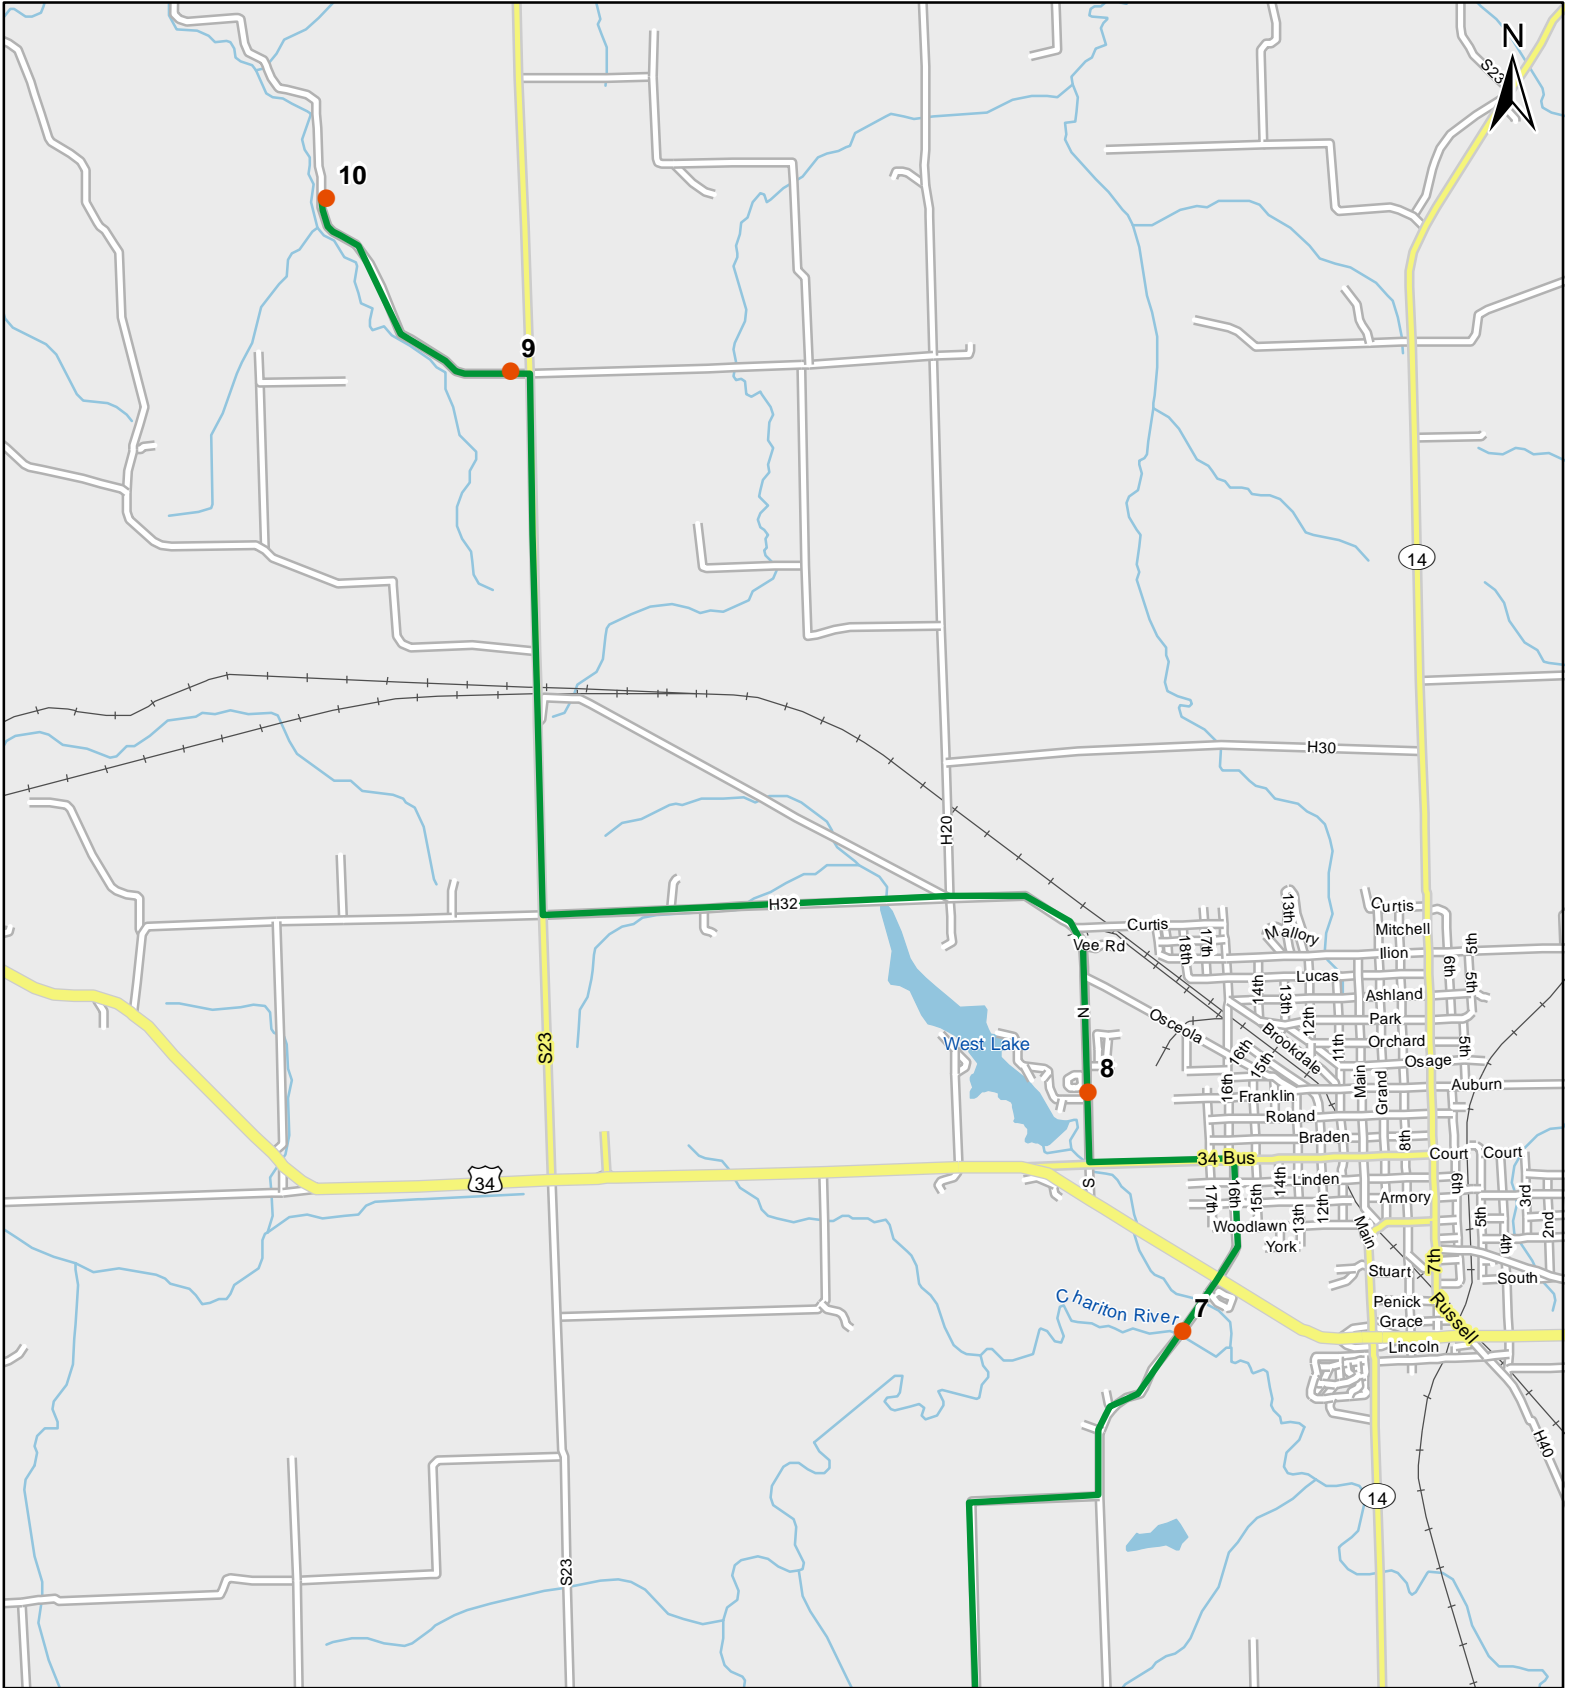 N
S23
10
9
14
H30
H20
13th
Curtis
H32
Curtis
Mallory
Mitchell
17th
18th
Vee Rd
5th
Ilion
6th
Lucas
5th
14th
13th
Ashland
N
Osceola
12th
Park
Brookdale
S23
West Lake
16th
11th
Orchard
5th
15th
Osage
8
Main
Grand
Auburn
16th
Franklin
Roland
Braden
8th
34 Bus
Court
Court
34
S
Linden
14th
6th
17th
16th
15th
12th
Armory
3rd
13th
5th
2nd
Woodlawn
Main
York
4th
7th
Stuart
South
Chariton River
7
Penick
Russell
Grace
Lincoln
H40
14
S23